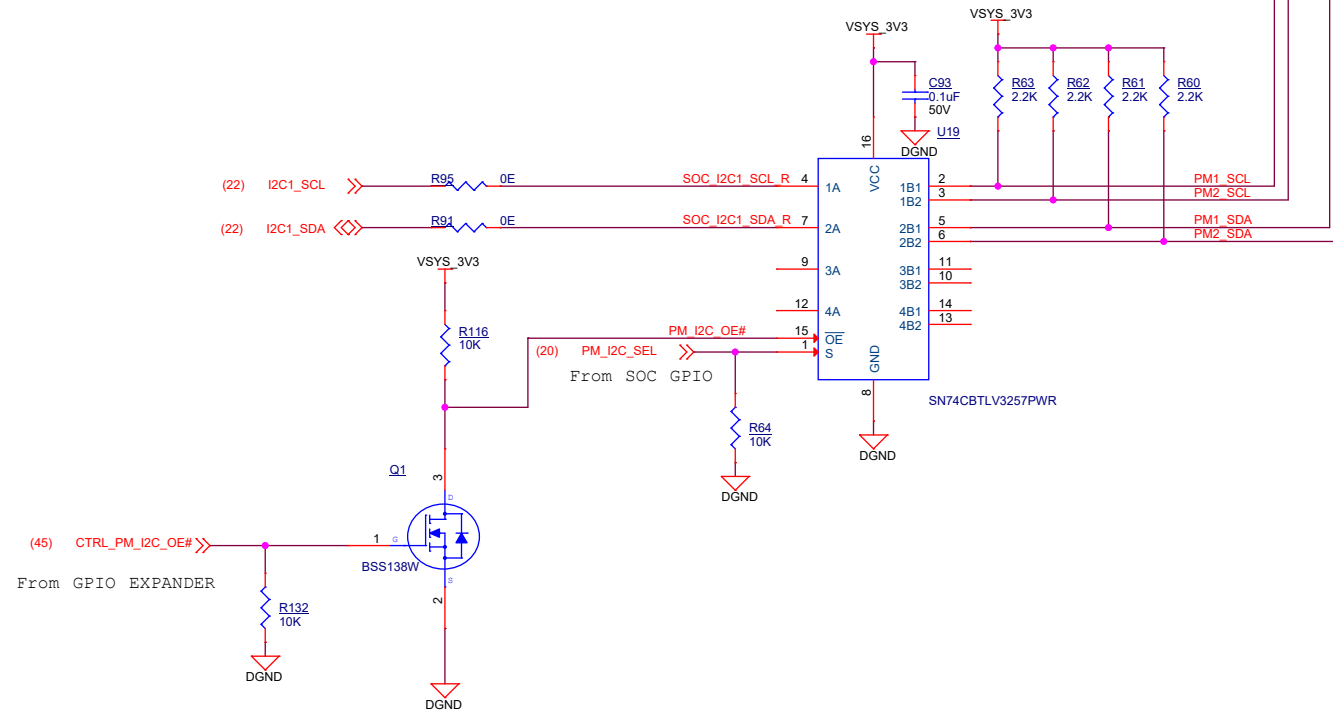 VSYS_3V3
VSYS_3V3
C93
0.1uF
50V
R63
2.2K
R62
2.2K
R61
2.2K
R60
2.2K
16
DGND
U19
(22) I2C1_SCL
R95 0E
SOC_I2C1_SCL_R 4
1A
VCC
1B1
2
PM1_SCL
1B2
3
PM2_SCL
(22) I2C1_SDA
R91 0E
SOC_I2C1_SDA_R 7
2A
2B1
5
PM1_SDA
2B2
6
PM2_SDA
VSYS_3V3
9
3A
3B1
11
3B2
10
12
4A
4B1
14
4B2
13
R116
10K
PM_I2C_OE# 15
OE
(20) PM_I2C_SEL
1
S
GND
From SOC GPIO
8
SN74CBTLV3257PWR
R64
10K
DGND
DGND
Q1
3
D
(45) CTRL_PM_I2C_OE#
1
G
BSS138W
S
From GPIO EXPANDER
2
R132
10K
DGND
DGND